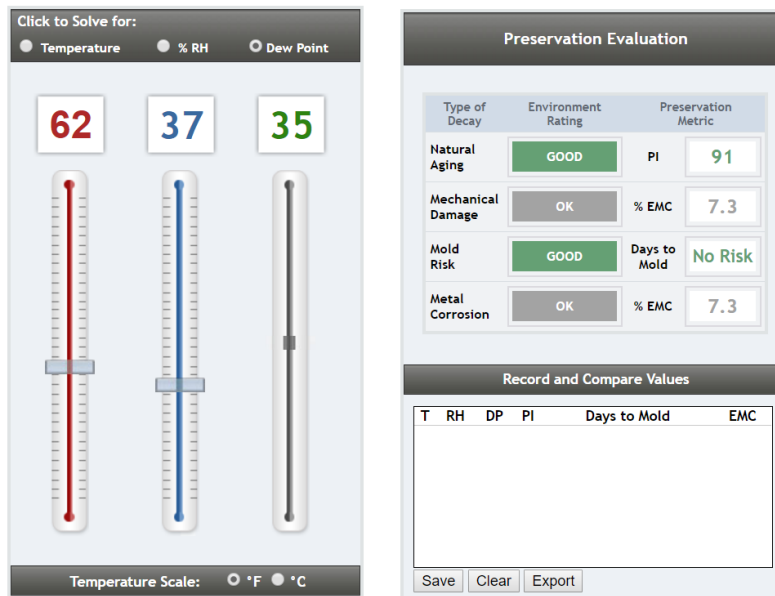 Click to Solve for:
Temperature % RH Dew Point
62 37 35
Temperature Scale: °F °C
Preservation Evaluation
Type of Decay Environment Rating Preservation Metric
Natural Aging GOOD PI 91
Mechanical Damage OK % EMC 7.3
Mold Risk GOOD Days to Mold No Risk
Metal Corrosion OK % EMC 7.3
Record and Compare Values
T RH DP PI Days to Mold EMC
Save Clear Export